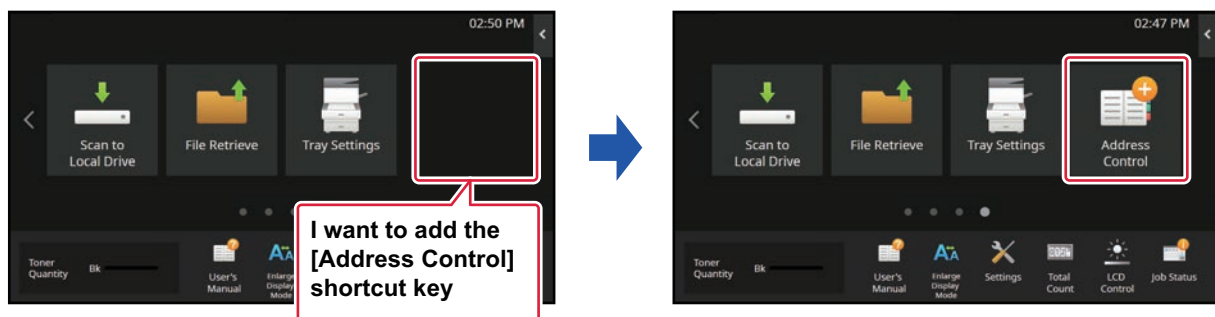 02:50 PM
Scan to
Local Drive
File Retrieve
Tray Settings
I want to add the
[Address Control]
shortcut key
Toner
Quantity
Bk
User's
Manual
Enlarge
Display
Mode
02:47 PM
Scan to
Local Drive
File Retrieve
Tray Settings
Address
Control
Toner
Quantity
Bk
User's
Manual
Enlarge
Display
Mode
Settings
Total
Count
LCD
Control
Job Status